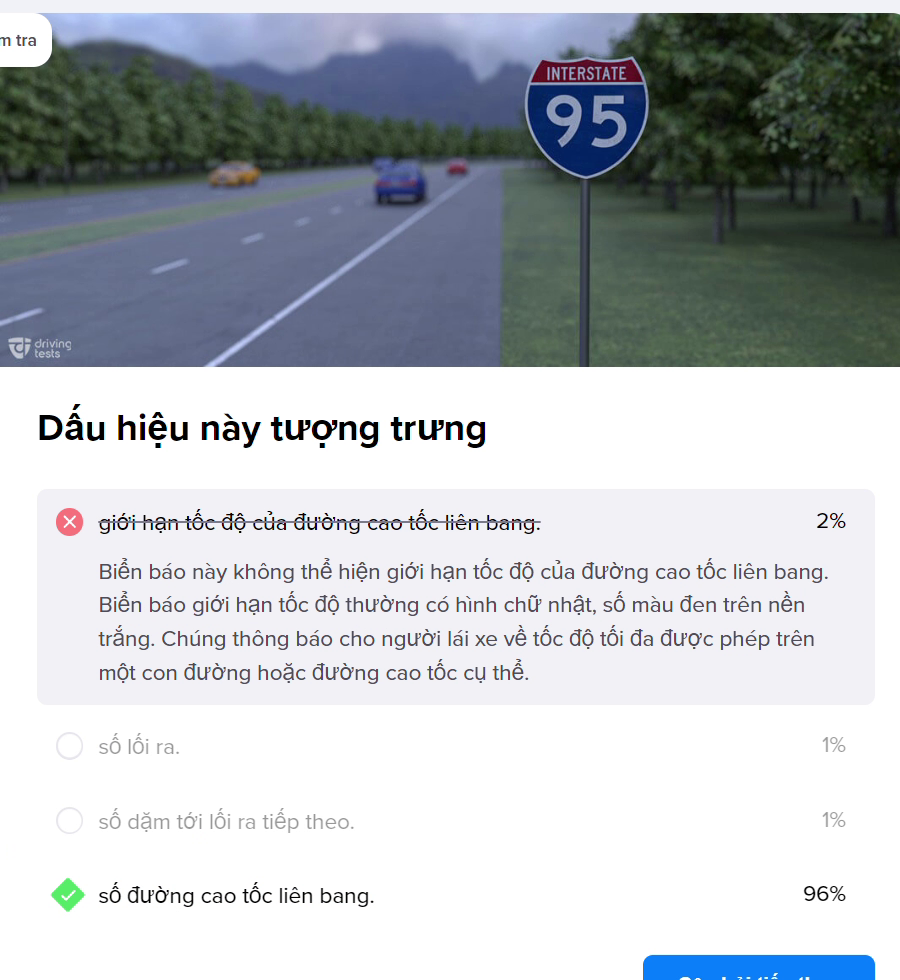 m tra
INTERSTATE
95
driving
tests
Dấu hiệu này tượng trưng
giới hạn tốc độ của đường cao tốc liên bang.
2%
Biển báo này không thể hiện giới hạn tốc độ của đường cao tốc liên bang.
Biển báo giới hạn tốc độ thường có hình chữ nhật, số màu đen trên nền
trắng. Chúng thông báo cho người lái xe về tốc độ tối đa được phép trên
một con đường hoặc đường cao tốc cụ thể.
số lối ra.
1%
số dặm tới lối ra tiếp theo.
1%
số đường cao tốc liên bang.
96%